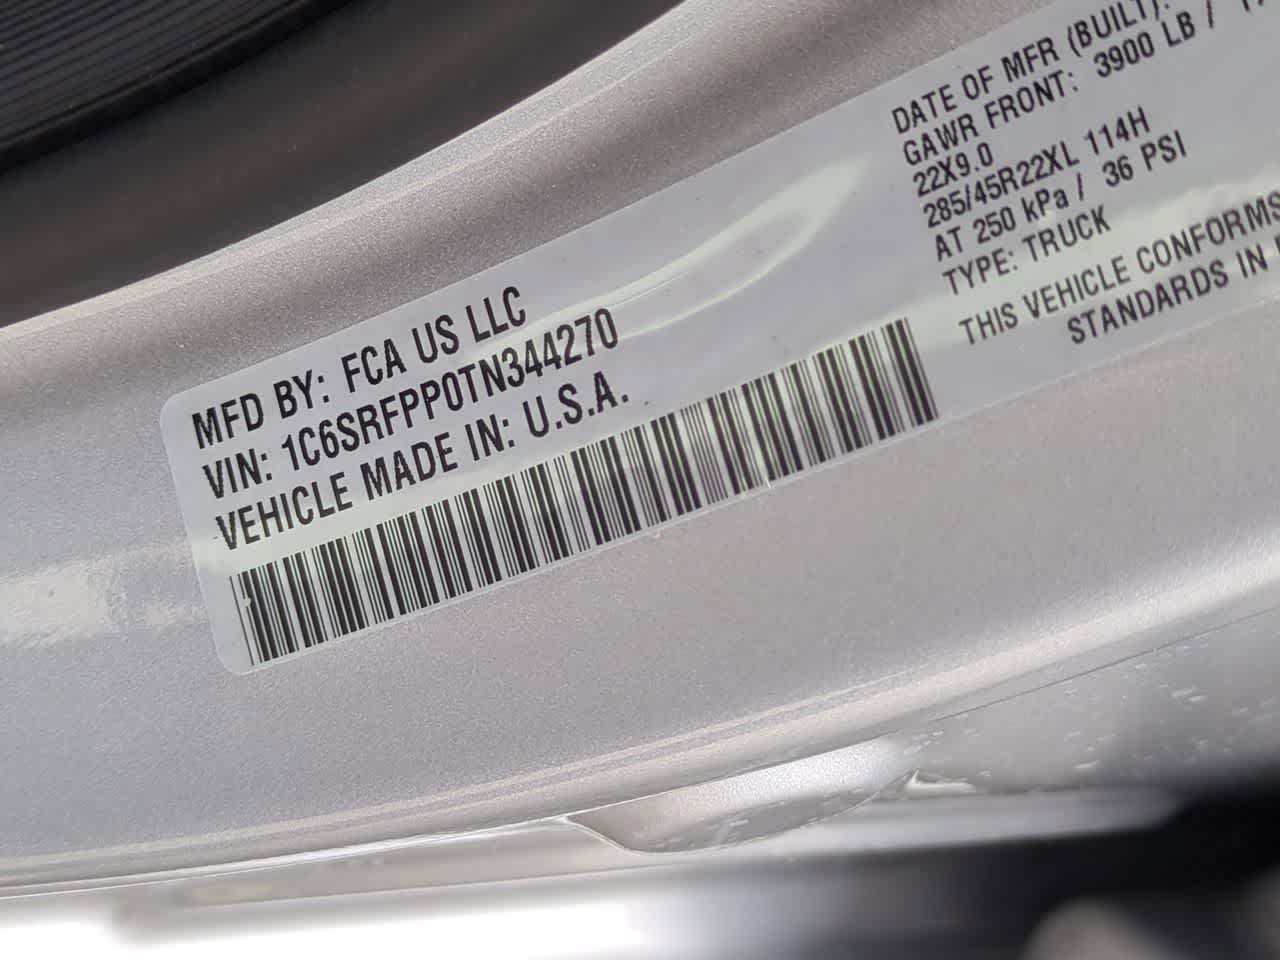 MFD BY: FCA US LLC
VIN: 1C6SRFPP0TN344270
VEHICLE MADE IN: U.S.A.
DATE OF MFR (BUILT):
GAWR FRONT: 3900 LB /
22X9.0
285/45R22XL 114H
AT 250 kPa / 36 PSI
TYPE: TRUCK
THIS VEHICLE CONFORMS
STANDARDS IN